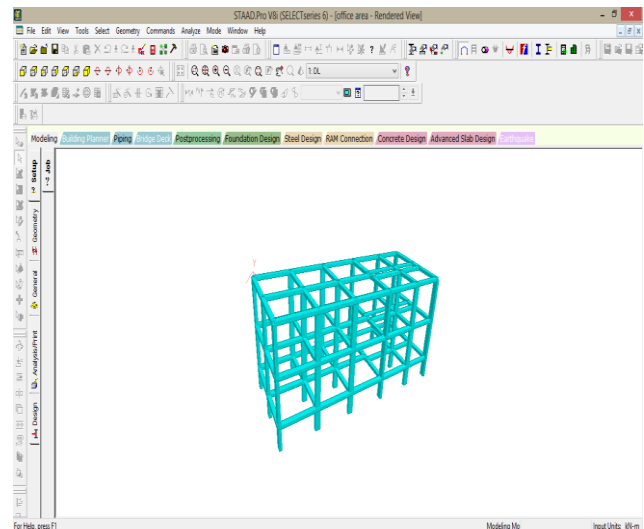 STAAD.Pro V8i (SELECTseries 6) - [office area - Rendered View]
File Edit View Tools Select Geometry Commands Analyze Mode Window Help
1:DL
Modeling Building Planner Piping Bridge Deck Postprocessing Foundation Design Steel Design RAM Connection Concrete Design Advanced Slab Design Earthquake
Setup
Job
Geometry
General
Analysis/Print
Design
Y
For Help, press F1
Modeling Mo
Input Units: kN-m